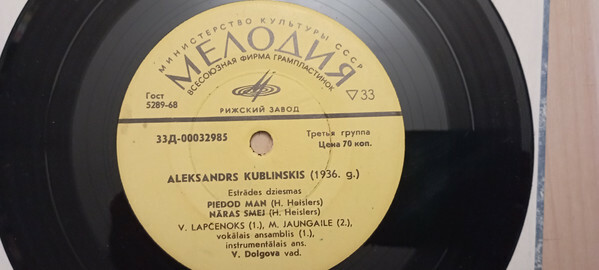 МИНИСТЕРСТВО КУЛЬТУРЫ СССР
МЕЛОДИЯ
ВСЕСОЮЗНАЯ ФИРМА ГРАМПЛАСТИНОК
Гост
5289-68
▽33
РИЖСКИЙ ЗАВОД
33Д-00032985
Третья группа
Цена 70 коп.
ALEKSANDRS KUBLINSKIS (1936. g.)
Estrādes dziesmas
PIEDOD MAN (H. Heislers)
NĀRAS SMEJ (H. Heislers)
V. LAPČENOKS (1.), M. JAUNGAILE (2.),
vokālais ansamblis (1.),
instrumentālais ans.
V. Dolgova vad.